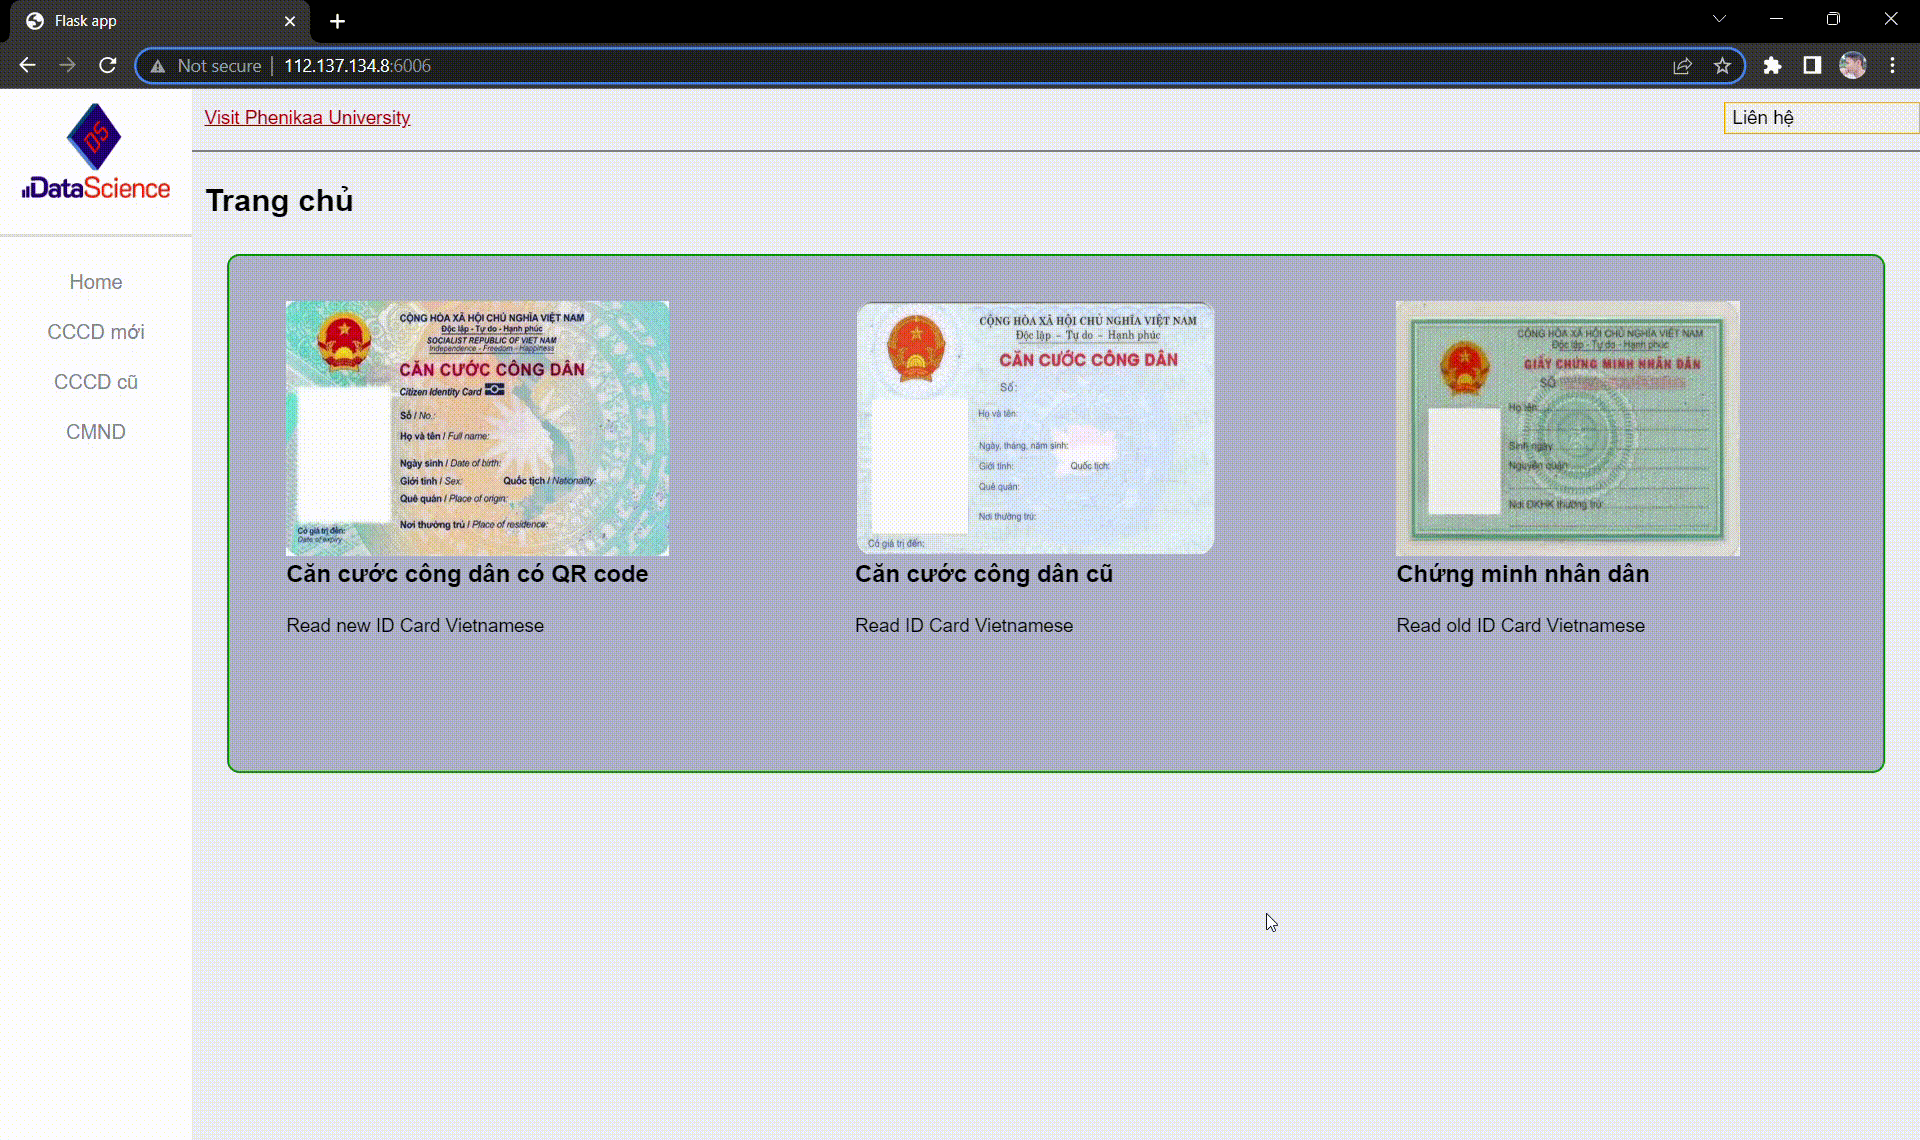 Flask app
Not secure
112.137.134.8:6006
DS
DataScience
Visit Phenikaa University
Liên hệ
Home
CCCD mới
CCCD cũ
CMND
Trang chủ
CỘNG HÒA XÃ HỘI CHỦ NGHĨA VIỆT NAM
Độc lập - Tự do - Hạnh phúc
SOCIALIST REPUBLIC OF VIET NAM
Independence - Freedom - Happiness
CĂN CƯỚC CÔNG DÂN
Citizen Identity Card
Số / No.:
Họ và tên / Full name:
Ngày sinh / Date of birth:
Giới tính / Sex: Quốc tịch / Nationality:
Quê quán / Place of origin:
Nơi thường trú / Place of residence:
Có giá trị đến:
Date of expiry
Căn cước công dân có QR code
Read new ID Card Vietnamese
CỘNG HÒA XÃ HỘI CHỦ NGHĨA VIỆT NAM
Độc lập - Tự do - Hạnh phúc
CĂN CƯỚC CÔNG DÂN
Số:
Họ và tên:
Ngày, tháng, năm sinh:
Giới tính: Quốc tịch:
Quê quán:
Nơi thường trú:
Có giá trị đến:
Căn cước công dân cũ
Read ID Card Vietnamese
CỘNG HÒA XÃ HỘI CHỦ NGHĨA VIỆT NAM
Độc lập - Tự do - Hạnh phúc
GIẤY CHỨNG MINH NHÂN DÂN
SỐ
Họ tên
Sinh ngày
Nguyên quán
Nơi ĐKHK thường trú
Chứng minh nhân dân
Read old ID Card Vietnamese